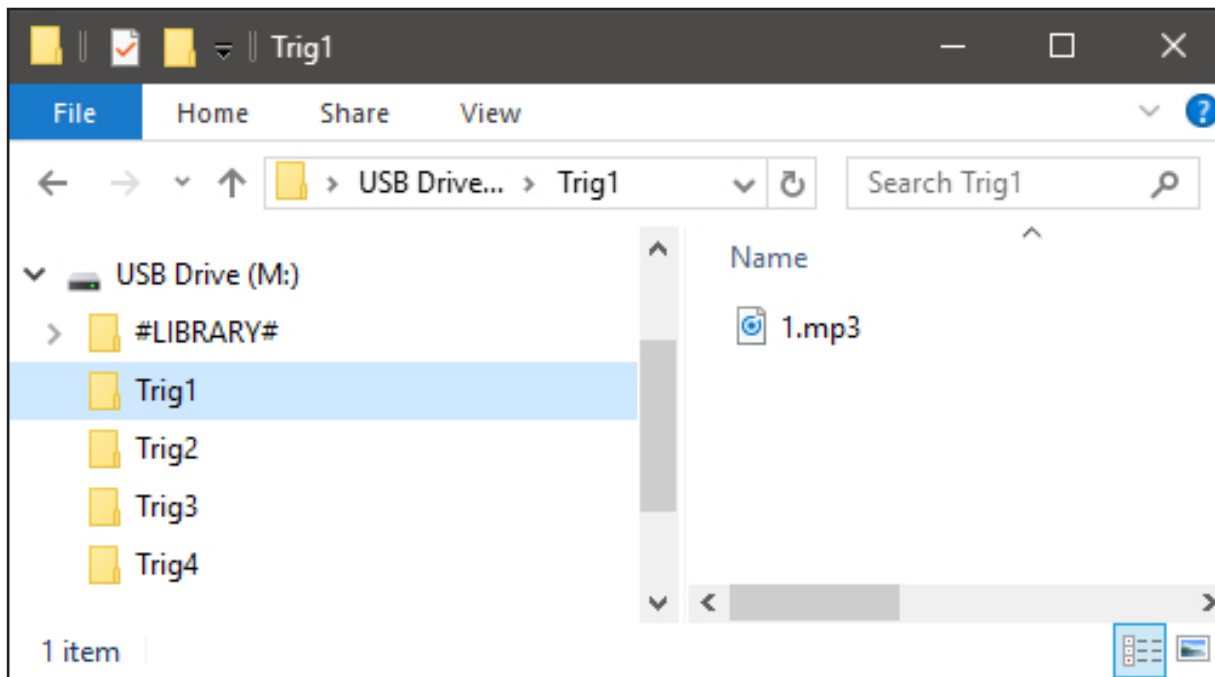 Trig1
File Home Share View
USB Drive... Trig1 Search Trig1
USB Drive (M:)
#LIBRARY#
Trig1
Trig2
Trig3
Trig4
Name
1.mp3
1 item